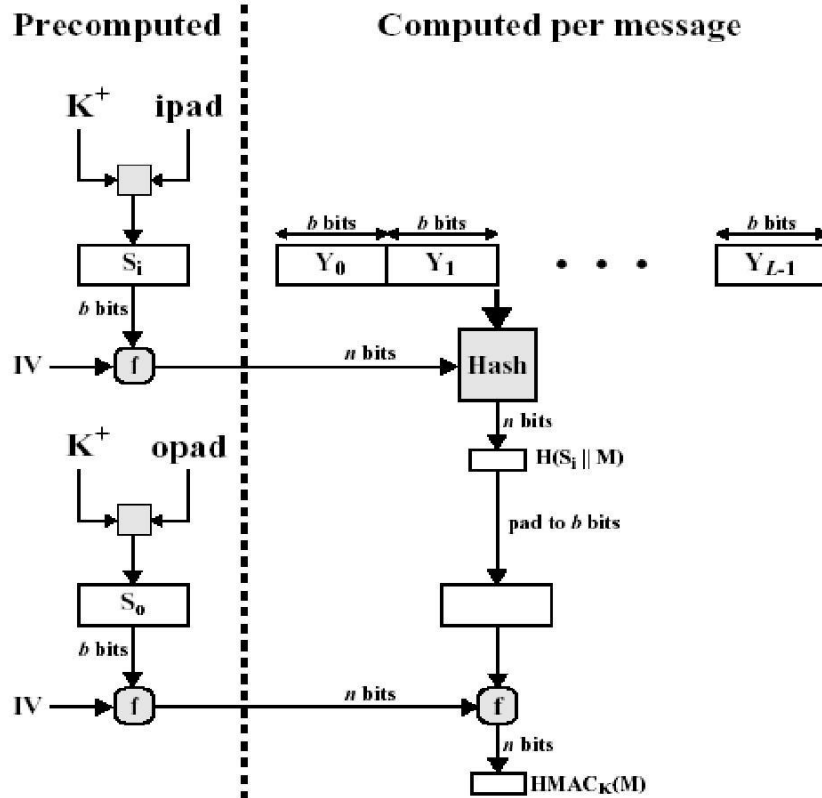 Precomputed
Computed per message
K+ ipad
b bits b bits b bits
Si
Y0 Y1 • • • YL-1
b bits
IV f n bits Hash
n bits
K+ opad
H(Si || M)
pad to b bits
So
b bits
IV f n bits f
n bits
HMACK(M)